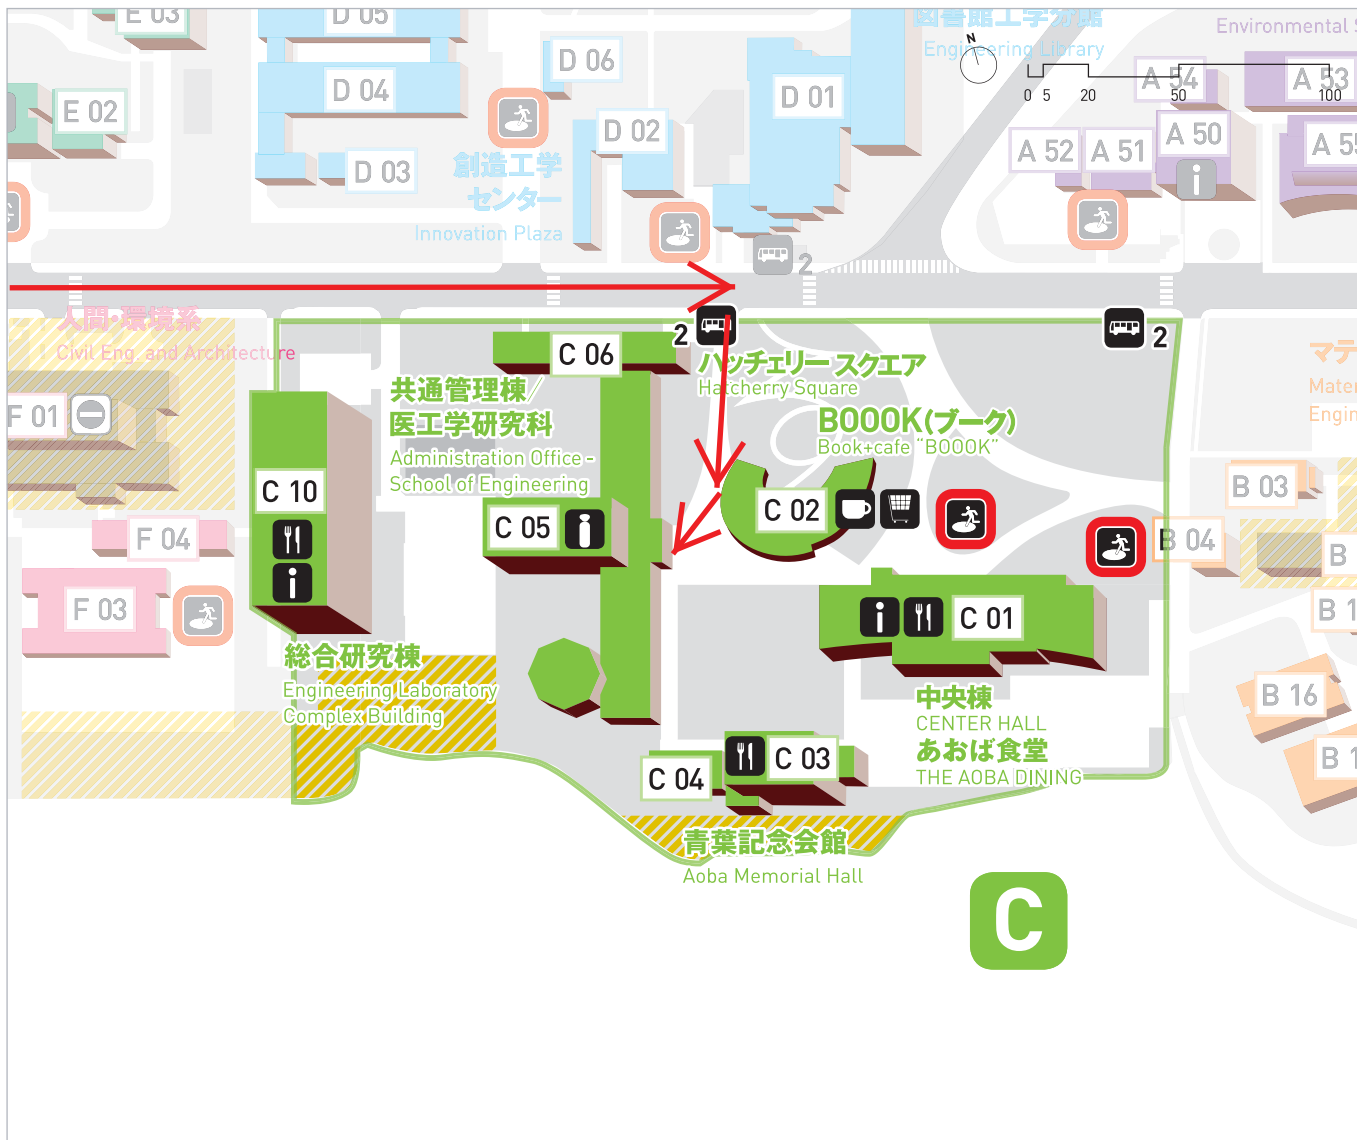 E 03
D 05
図書館工学分館
Engineering Library
Environmental S
N
0 5 20 50 100
D 06
D 04
E 02
D 01
D 02
D 03
A 54
A 53
A 50
A 52
A 51
A 55
創造工学
センター
Innovation Plaza
2
人間・環境系
Civil Eng. and Architecture
F 01
C 06
2
2
ハッチェリー スクエア
Hatcherry Square
共通管理棟
医工学研究科
Administration Office -
School of Engineering
BOOOK(ブーク)
Book+cafe "BOOOK"
マテ
Mater
Engin
C 10
C 05
C 02
B 03
B 04
B
F 04
F 03
C 01
B 1
総合研究棟
Engineering Laboratory
Complex Building
中央棟
CENTER HALL
あおば食堂
THE AOBA DINING
B 16
B 1
C 04
C 03
青葉記念会館
Aoba Memorial Hall
C